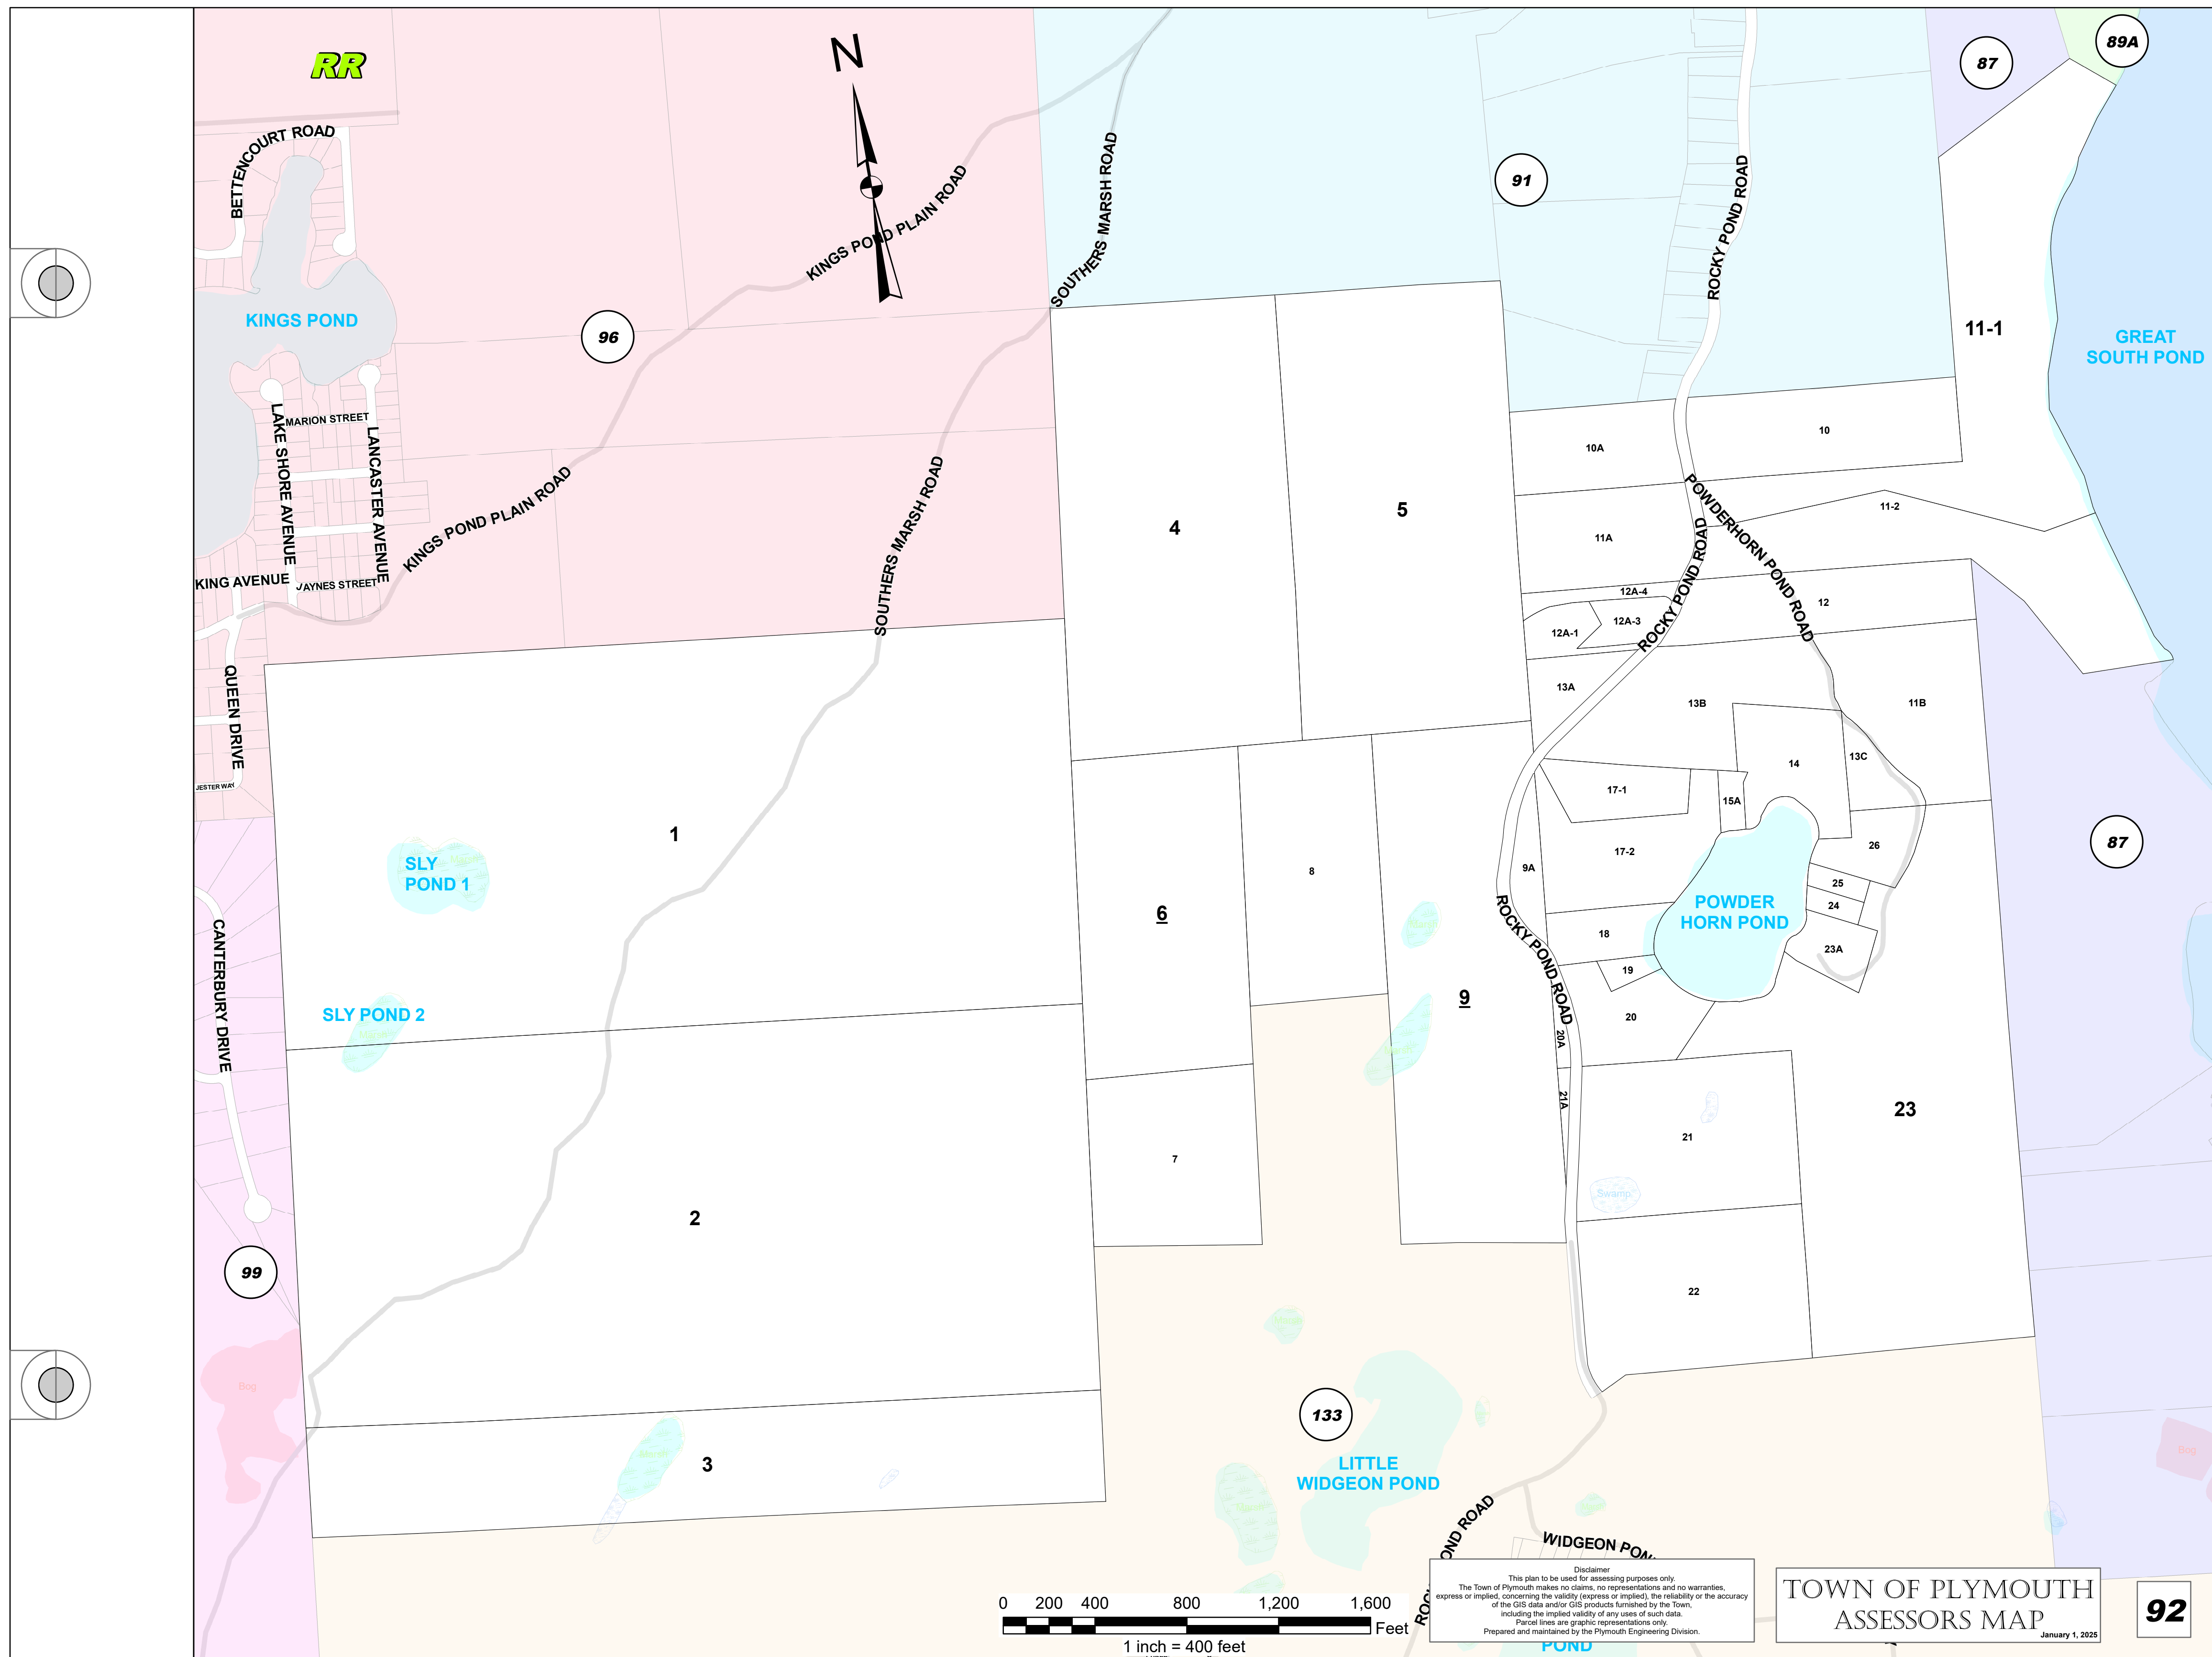 RR
N
87
89A
BETTENCOURT ROAD
KINGS POND PLAIN ROAD
SOUTHERS MARSH ROAD
91
ROCKY POND ROAD
KINGS POND
96
11-1
GREAT
SOUTH POND
LAKE SHORE AVENUE
MARION STREET
LANCASTER AVENUE
KINGS POND PLAIN ROAD
SOUTHERS MARSH ROAD
4
5
10A
10
POWDERHORN POND ROAD
11-2
11A
ROCKY POND ROAD
KING AVENUE
JAYNES STREET
12A-4
12
12A-3
12A-1
QUEEN DRIVE
13A
13B
11B
14
13C
JESTER WAY
17-1
15A
1
SLY
POND 1
8
9A
17-2
26
87
25
24
6
POWDER
HORN POND
ROCKY POND ROAD
18
23A
19
CANTERBURY DRIVE
SLY POND 2
Marsh
9
20
20A
21A
23
21
7
Swamp
2
99
22
Marsh
Bog
133
LITTLE
WIDGEON POND
3
Marsh
Bog
OND ROAD
WIDGEON PON
ROC
0 200 400 800 1,200 1,600
Feet
1 inch = 400 feet
Disclaimer
This plan to be used for assessing purposes only.
The Town of Plymouth makes no claims, no representations and no warranties,
express or implied, concerning the validity (express or implied), the reliability or the accuracy
of the GIS data and/or GIS products furnished by the Town,
including the implied validity of any uses of such data.
Parcel lines are graphic representations only.
Prepared and maintained by the Plymouth Engineering Division.
POND
TOWN OF PLYMOUTH
ASSESSORS MAP
January 1, 2025
92